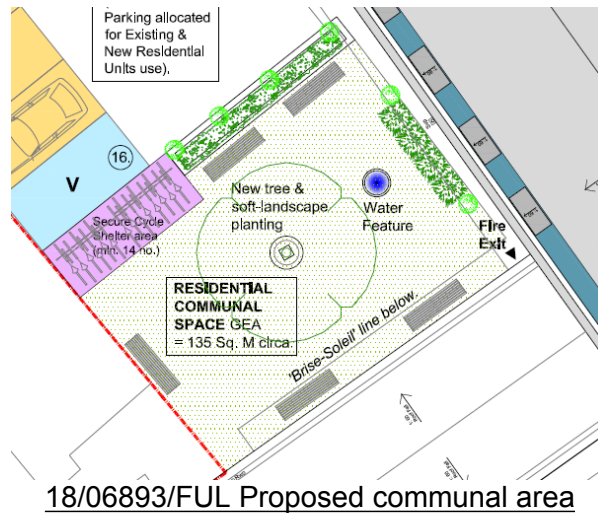 Parking allocated
for Existing &
New Residential
Units use).
16.
V
Secure Cycle
Shelter area
(min. 14 no.)
New tree &
soft-landscape
planting
Water
Feature
Fire
Exit
RESIDENTIAL
COMMUNAL
SPACE GEA
= 135 Sq. M circa.
'Brise-Soleil' line below.
18/06893/FUL Proposed communal area